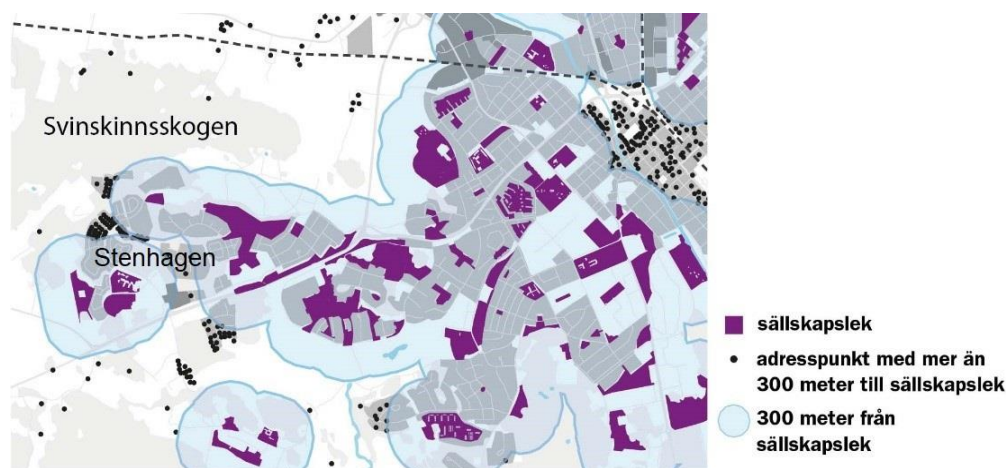 Svinskinnsskogen
Stenhagen
sällskapslek
adresspunkt med mer än
300 meter till sällskapslek
300 meter från
sällskapslek